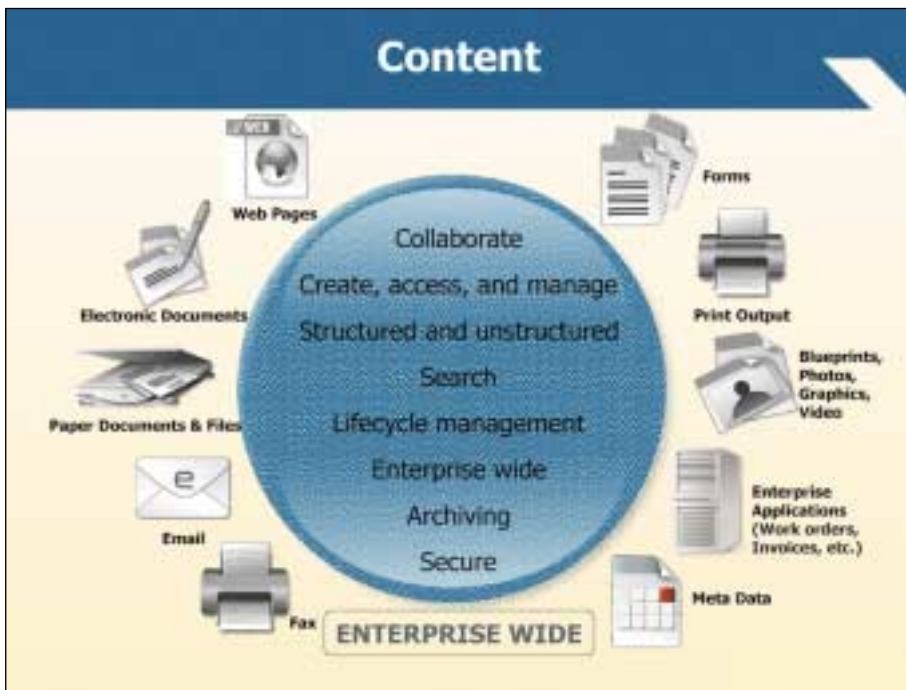 Content
WEB
Web Pages
Forms
Electronic Documents
Print Output
Paper Documents & Files
Blueprints,
Photos,
Graphics,
Video
Email
Enterprise
Applications
(Work orders,
Invoices, etc.)
Fax
Meta Data
Collaborate
Create, access, and manage
Structured and unstructured
Search
Lifecycle management
Enterprise wide
Archiving
Secure
ENTERPRISE WIDE